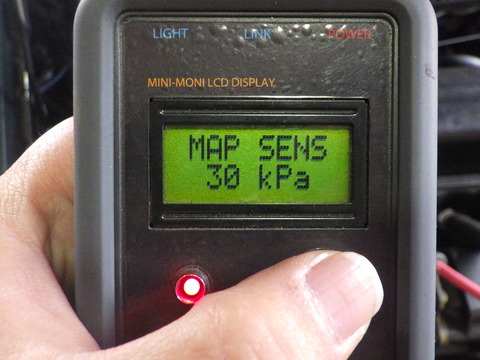 LIGHT LINK POWER
MINI-MONI LCD DISPLAY
MAP SENS
30 kPa